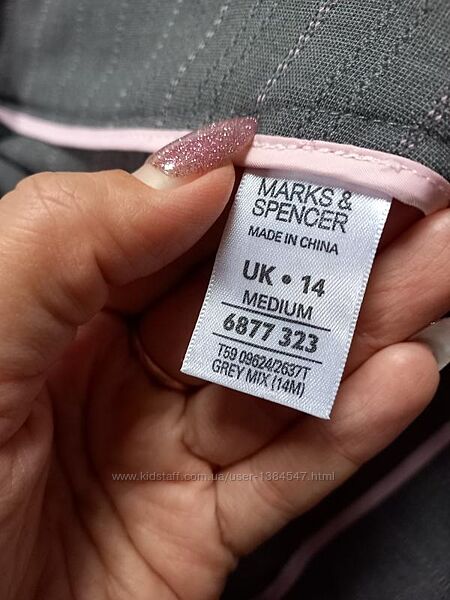 MARKS &
SPENCER
MADE IN CHINA
UK • 14
MEDIUM
6877 323
T59 09624/2637T
GREY MIX (14M)
www.kidstaff.com.ua/user-1384547.html